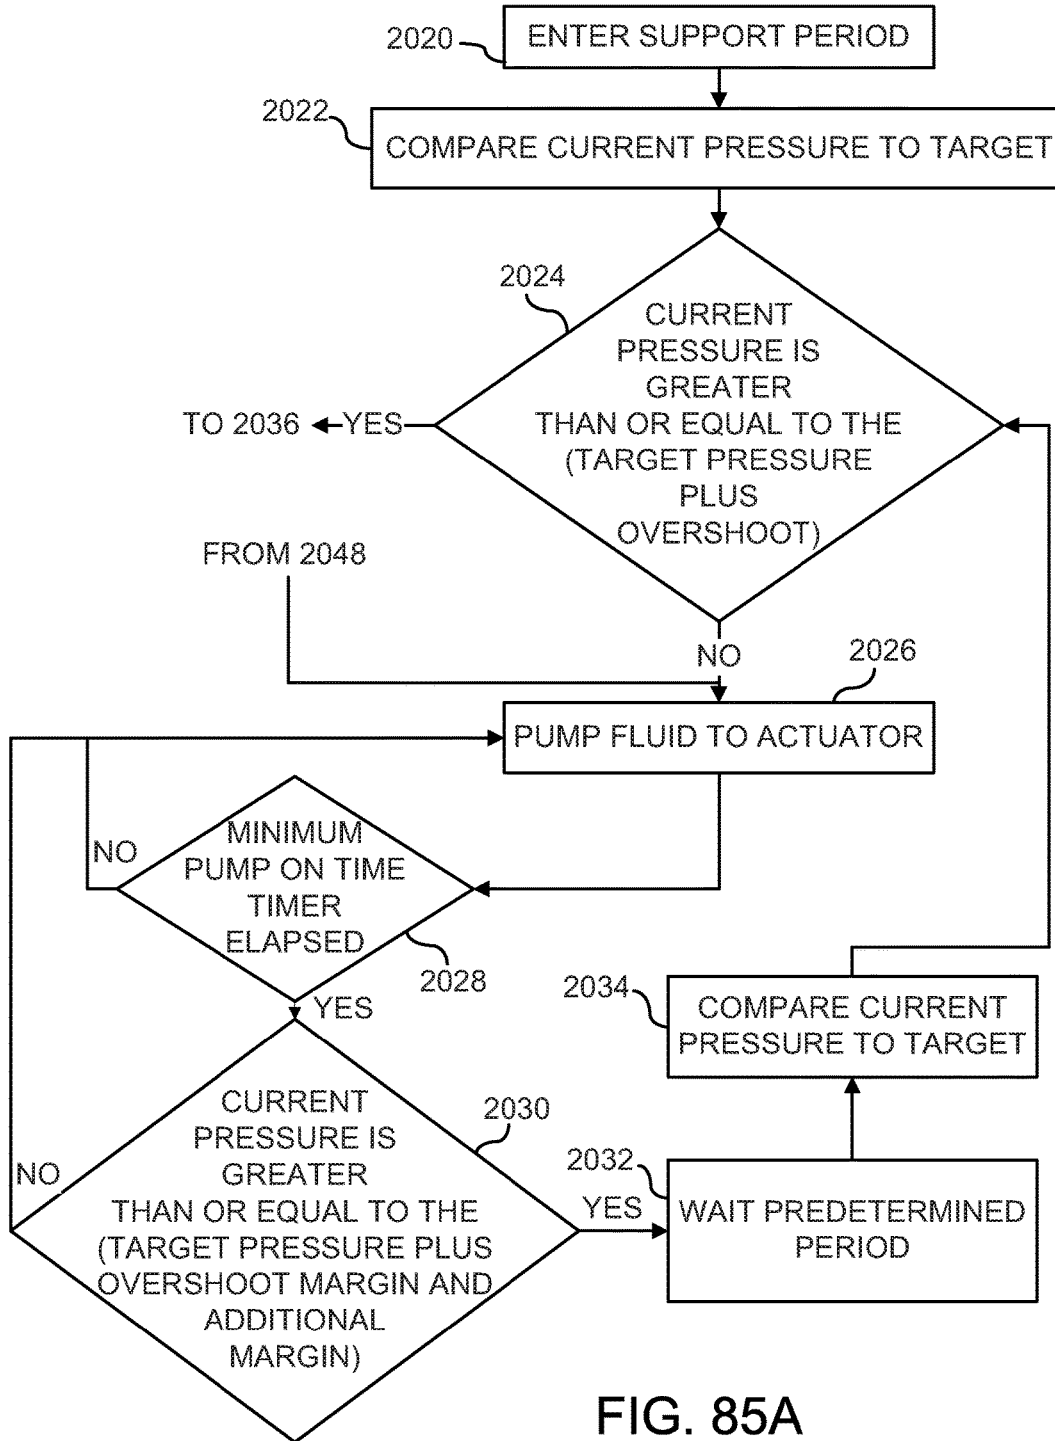 2020
ENTER SUPPORT PERIOD
2022
COMPARE CURRENT PRESSURE TO TARGET
2024
CURRENT
PRESSURE IS
GREATER
THAN OR EQUAL TO THE
(TARGET PRESSURE
PLUS
OVERSHOOT)
TO 2036
YES
FROM 2048
NO
2026
PUMP FLUID TO ACTUATOR
MINIMUM
PUMP ON TIME
TIMER
ELAPSED
NO
2028
YES
2034
COMPARE CURRENT
PRESSURE TO TARGET
CURRENT
PRESSURE IS
GREATER
THAN OR EQUAL TO THE
(TARGET PRESSURE PLUS
OVERSHOOT MARGIN AND
ADDITIONAL
MARGIN)
2030
NO
YES
2032
WAIT PREDETERMINED
PERIOD
FIG. 85A